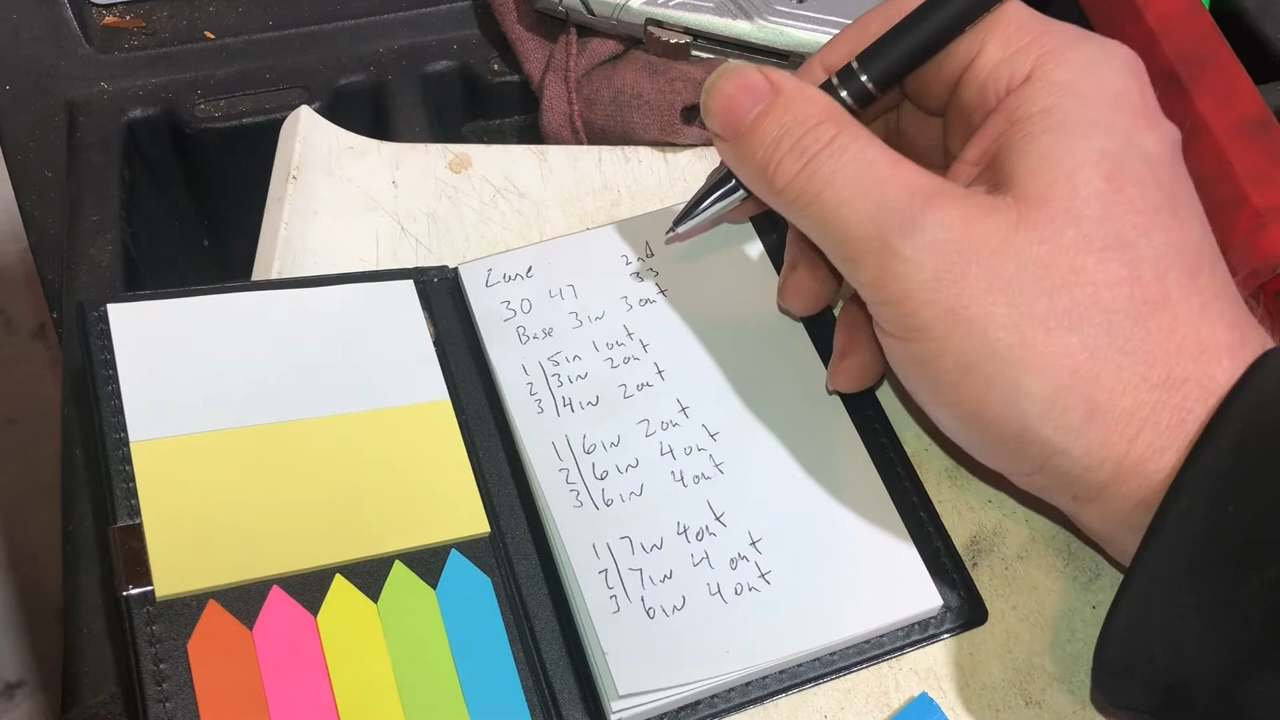 Zane 2nd
30 47 33
Base 3in 3out
1 5in 1out
2 3in 2out
3 4in 2out
1 6in 2out
2 6in 4out
3 6in 4out
1 7in 4out
2 7in 4out
3 6in 4out